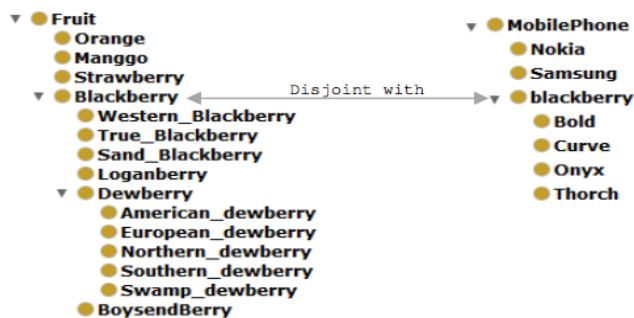 Fruit
Orange
Manggo
Strawberry
Blackberry
Western_Blackberry
True_Blackberry
Sand_Blackberry
Loganberry
Dewberry
American_dewberry
European_dewberry
Northern_dewberry
Southern_dewberry
Swamp_dewberry
BoysendBerry
Disjoint with
MobilePhone
Nokia
Samsung
blackberry
Bold
Curve
Onyx
Thorch